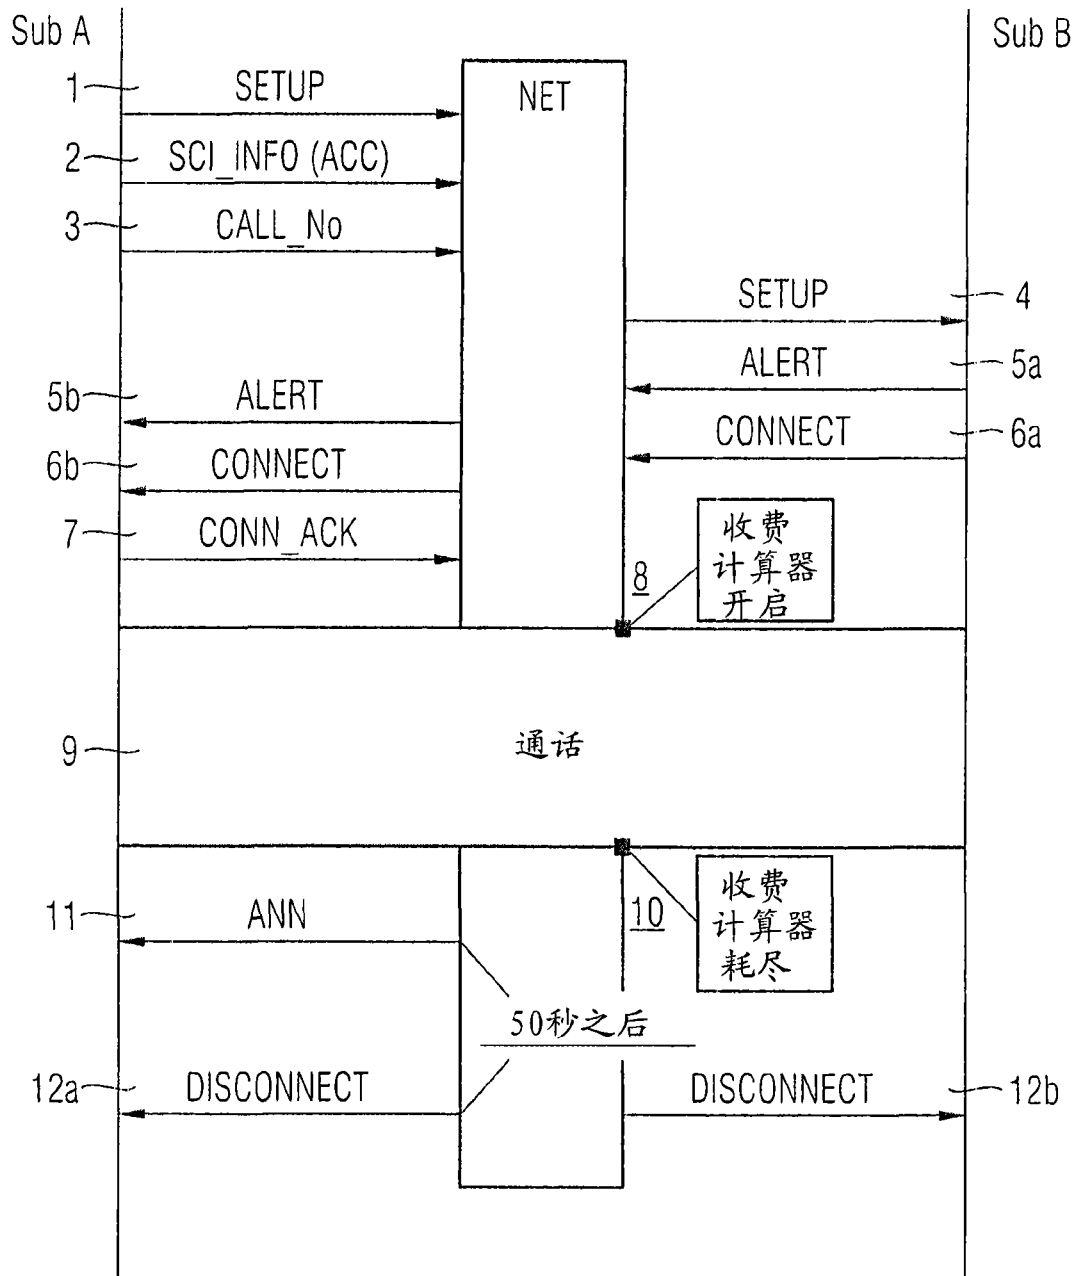 Sub A
Sub B
NET
1
SETUP
2
SCI_INFO (ACC)
3
CALL_No
SETUP
4
ALERT
5a
5b
ALERT
CONNECT
6a
6b
CONNECT
7
CONN_ACK
8
收费
计算器
开启
9
通话
10
收费
计算器
耗尽
11
ANN
50秒之后
12a
DISCONNECT
DISCONNECT
12b